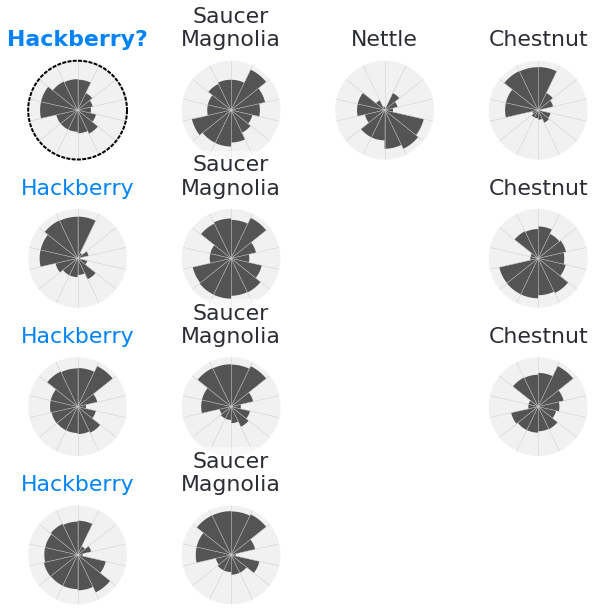 Hackberry?
Saucer
Magnolia
Nettle
Chestnut
Hackberry
Saucer
Magnolia
Chestnut
Hackberry
Saucer
Magnolia
Chestnut
Hackberry
Saucer
Magnolia